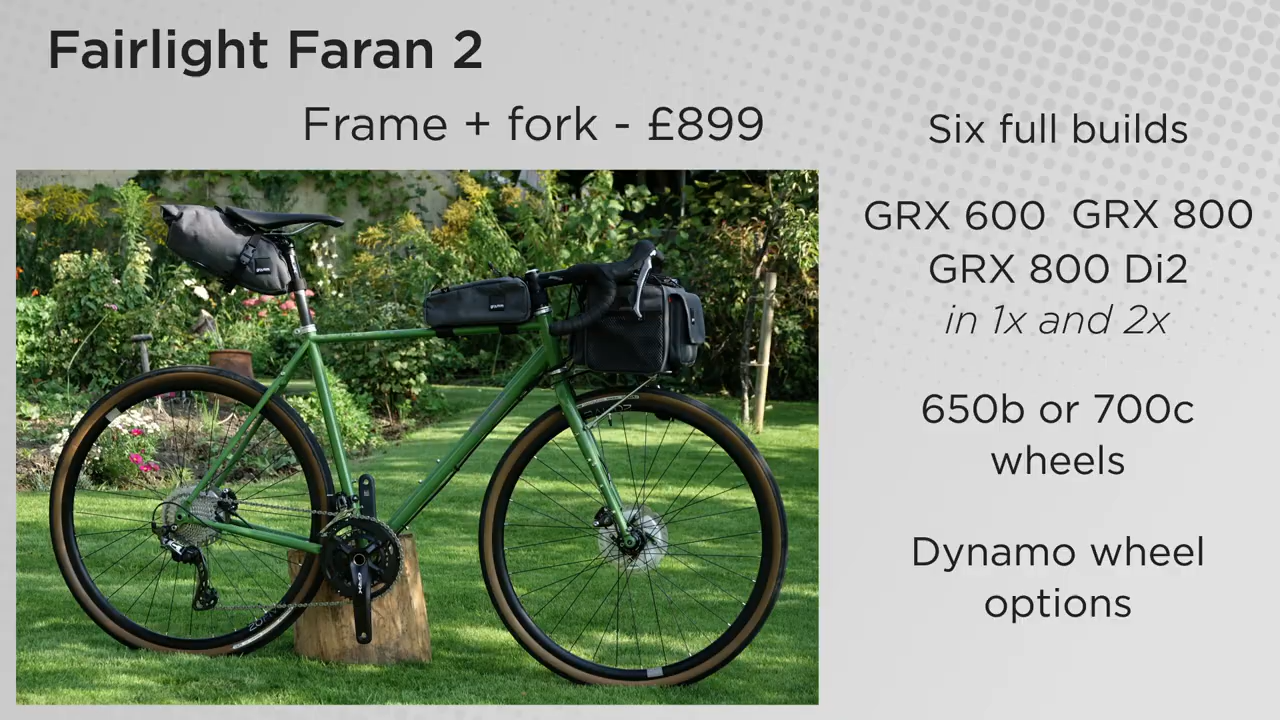 Fairlight Faran 2
Frame + fork - £899
Six full builds
GRX 600 GRX 800
GRX 800 Di2
in 1x and 2x
650b or 700c
wheels
Dynamo wheel
options